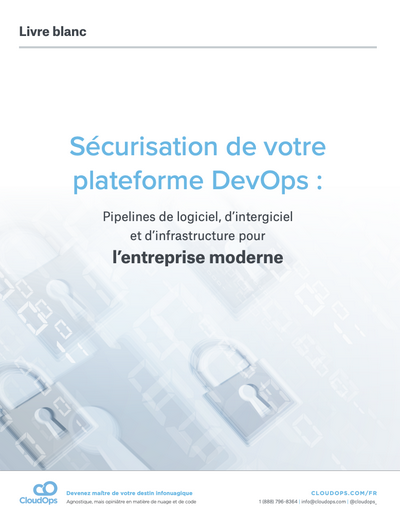 Livre blanc
Sécurisation de votre
plateforme DevOps :
Pipelines de logiciel, d’intergiciel
et d’infrastructure pour
l’entreprise moderne
CloudOps
Devenez maître de votre destin infonuagique
Agnostique, mais opiniâtre en matière de nuage et de code
CLOUDOPS.COM/FR
1 (888) 796-8364 | info@cloudops.com | @cloudops_